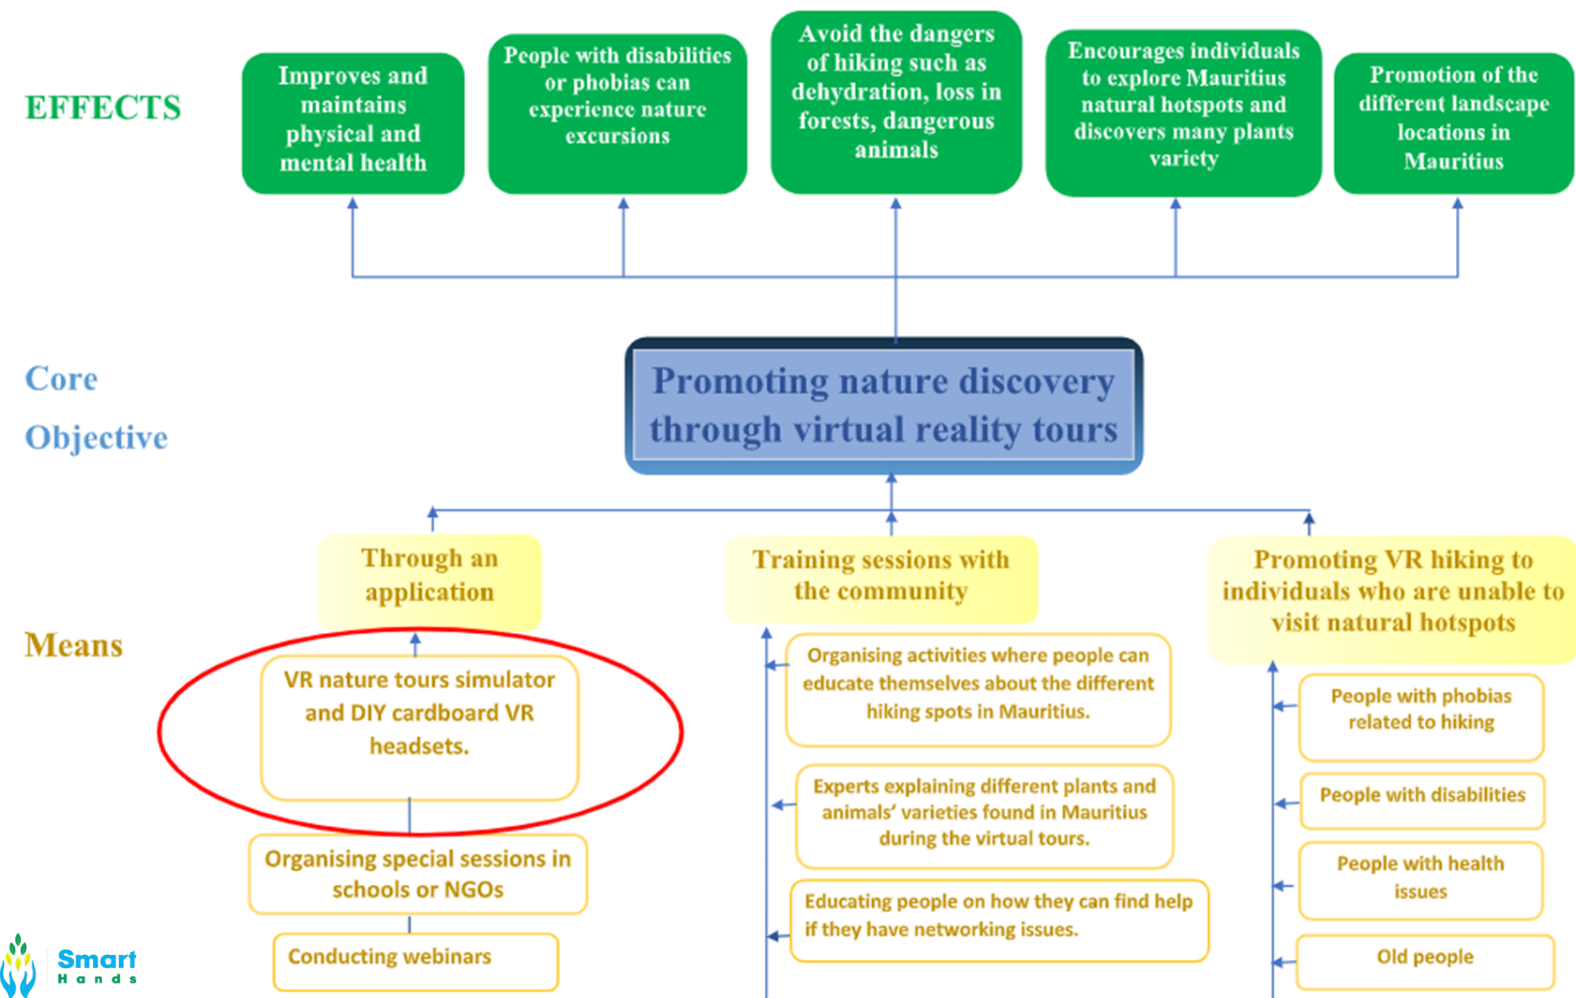 EFFECTS
Improves and
maintains
physical and
mental health
People with disabilities
or phobias can
experience nature
excursions
Avoid the dangers
of hiking such as
dehydration, loss in
forests, dangerous
animals
Encourages individuals
to explore Mauritius
natural hotspots and
discovers many plants
variety
Promotion of the
different landscape
locations in
Mauritius
Core
Objective
Promoting nature discovery
through virtual reality tours
Means
Through an
application
VR nature tours simulator
and DIY cardboard VR
headsets.
Organising special sessions in
schools or NGOs
Conducting webinars
Training sessions with
the community
Organising activities where people can
educate themselves about the different
hiking spots in Mauritius.
Experts explaining different plants and
animals’ varieties found in Mauritius
during the virtual tours.
Educating people on how they can find help
if they have networking issues.
Promoting VR hiking to
individuals who are unable to
visit natural hotspots
People with phobias
related to hiking
People with disabilities
People with health
issues
Old people
Smart
Hands